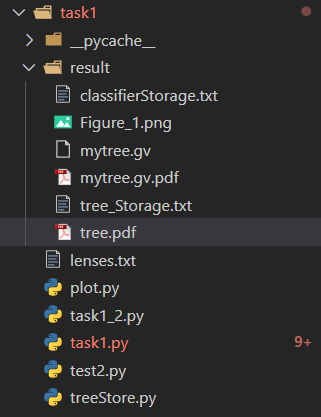 task1
__pycache__
result
classifierStorage.txt
Figure_1.png
mytree.gv
mytree.gv.pdf
tree_Storage.txt
tree.pdf
lenses.txt
plot.py
task1_2.py
task1.py 9+
test2.py
treeStore.py